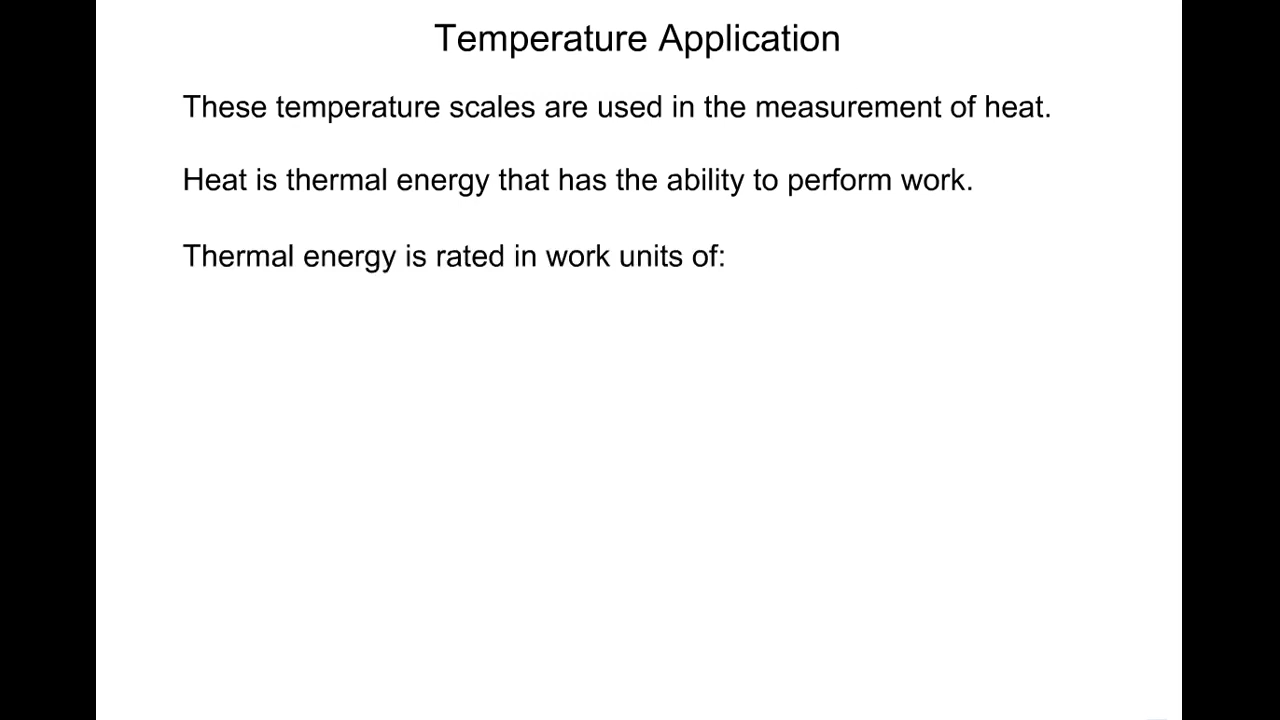 Temperature Application
These temperature scales are used in the measurement of heat.
Heat is thermal energy that has the ability to perform work.
Thermal energy is rated in work units of: